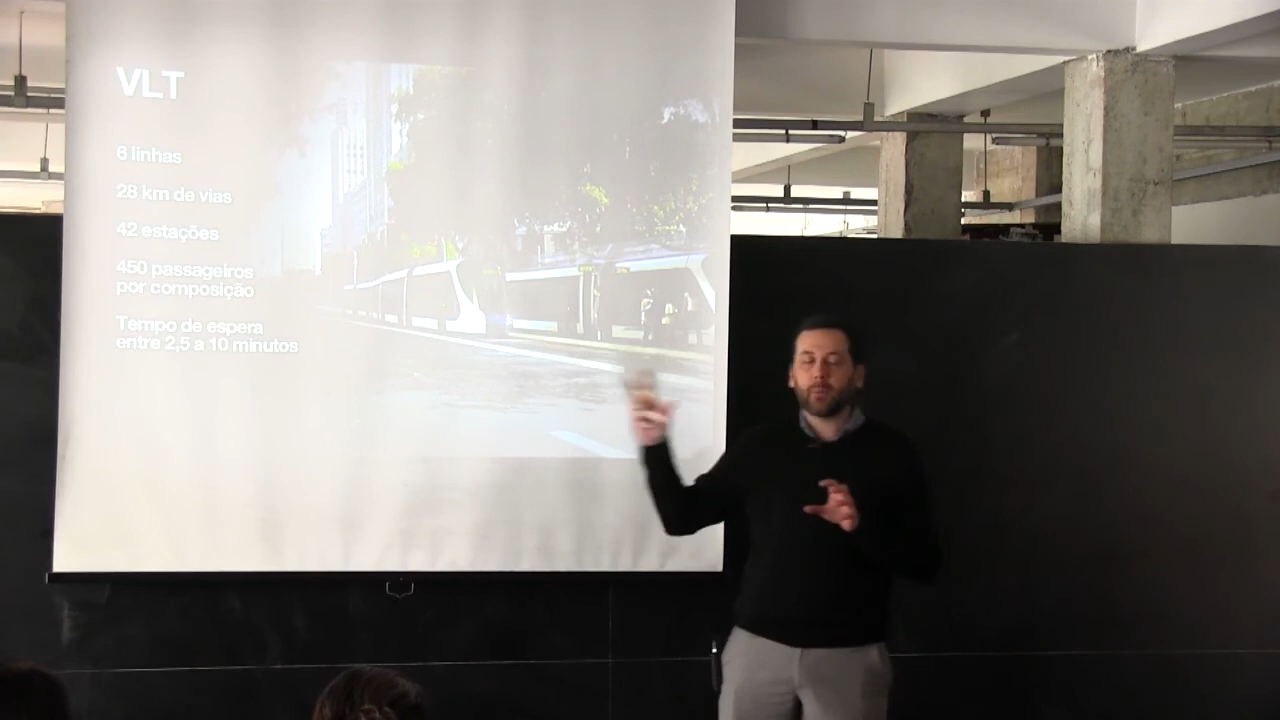 VLT
6 linhas
28 km de vias
42 estações
450 passageiros
por composição
Tempo de espera
entre 2,5 a 10 minutos